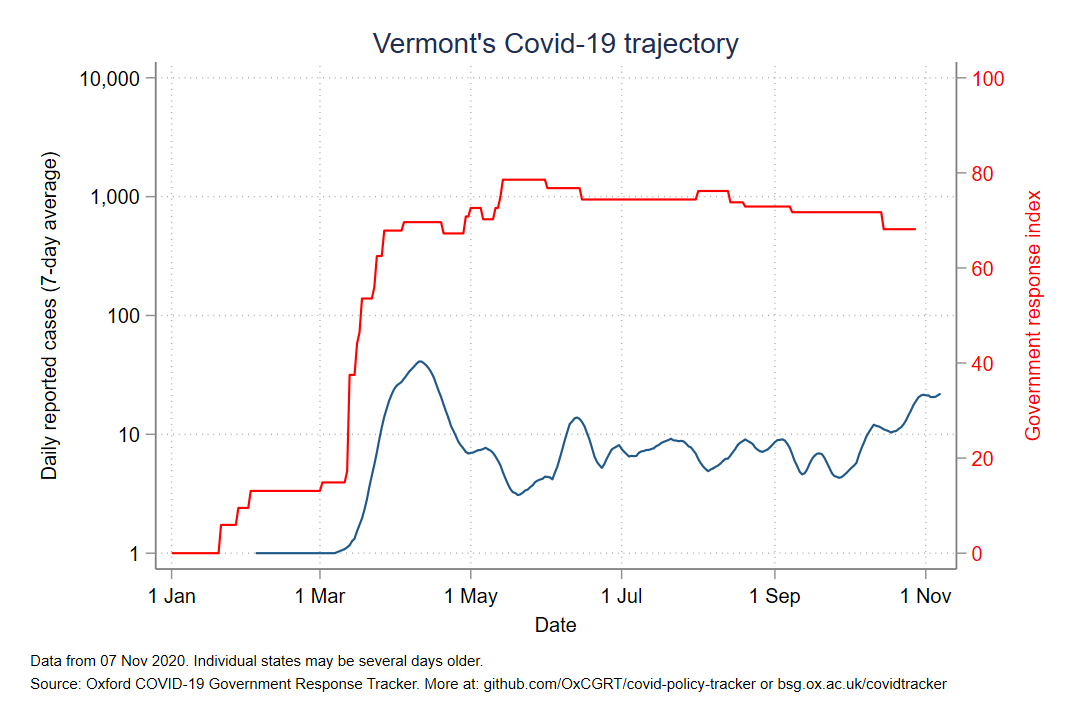 Vermont's Covid-19 trajectory
10,000
1,000
100
10
1
Daily reported cases (7-day average)
100
80
60
40
20
0
Government response index
1 Jan 1 Mar 1 May 1 Jul 1 Sep 1 Nov
Date
Data from 07 Nov 2020. Individual states may be several days older.
Source: Oxford COVID-19 Government Response Tracker. More at: github.com/OxCGRT/covid-policy-tracker or bsg.ox.ac.uk/covidtracker